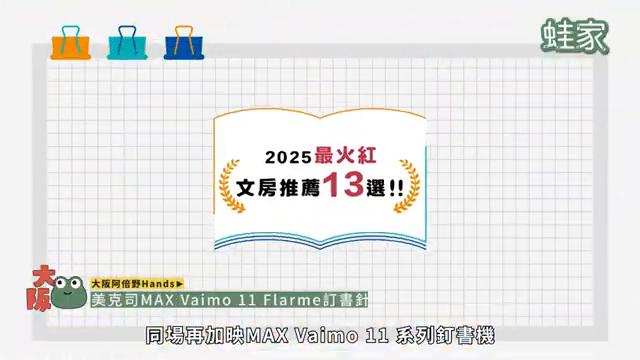 蛙家
2025最火紅
文房推薦13選!!
大阪
大阪阿倍野Hands▶
美克司MAX Vaimo 11 Flarme訂書針
同場再加映MAX Vaimo 11 系列釘書機